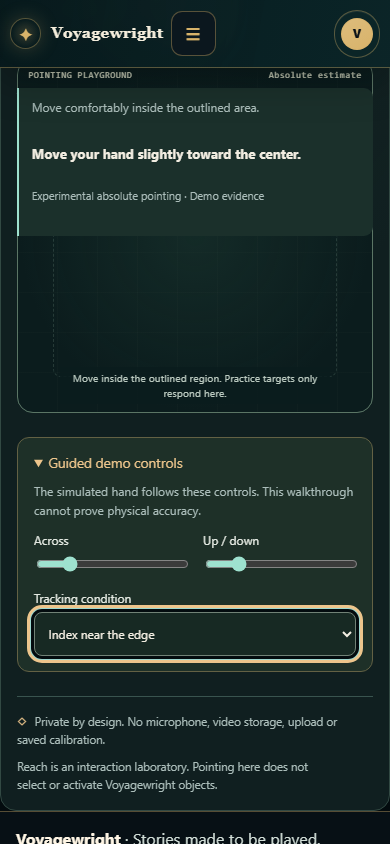 Voyagewright
V
POINTING PLAYGROUND Absolute estimate
Move comfortably inside the outlined area.
Move your hand slightly toward the center.
Experimental absolute pointing · Demo evidence
Move inside the outlined region. Practice targets only
respond here.
▼ Guided demo controls
The simulated hand follows these controls. This walkthrough
cannot prove physical accuracy.
Across Up / down
Tracking condition
Index near the edge
Private by design. No microphone, video storage, upload or
saved calibration.
Reach is an interaction laboratory. Pointing here does not
select or activate Voyagewright objects.
Voyagewright · Stories made to be played.